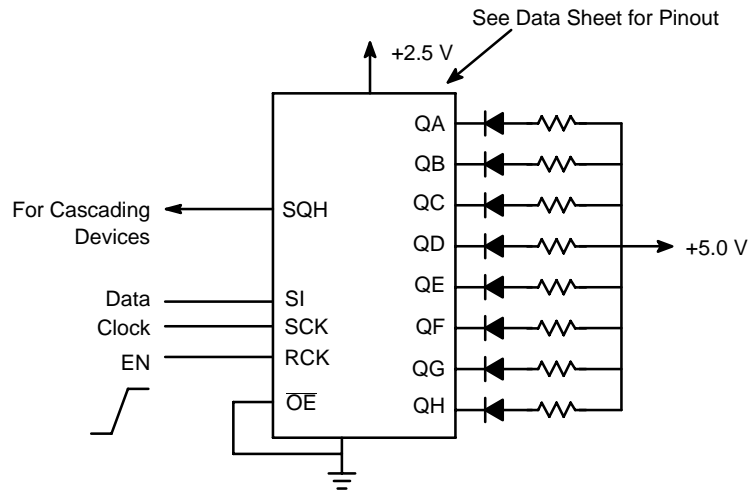 See Data Sheet for Pinout
+2.5 V
QA
QB
For Cascading
Devices
SQH
QC
QD
+5.0 V
QE
Data
SI
Clock
SCK
QF
EN
RCK
QG
OE
QH